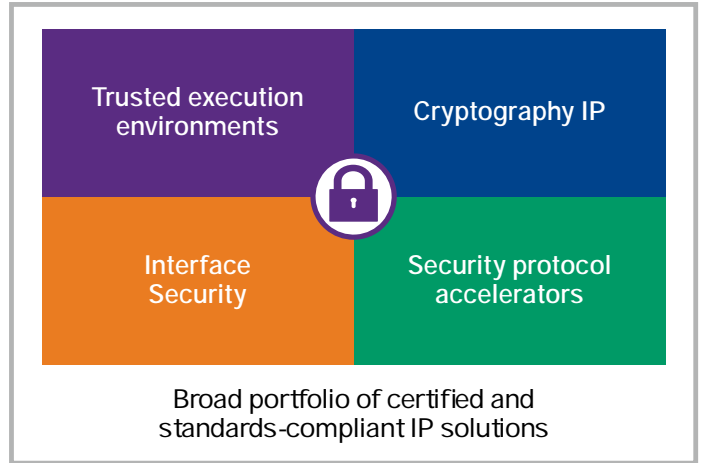 Trusted execution
environments
Cryptography IP
Interface
Security
Security protocol
accelerators
Broad portfolio of certified and
standards-compliant IP solutions